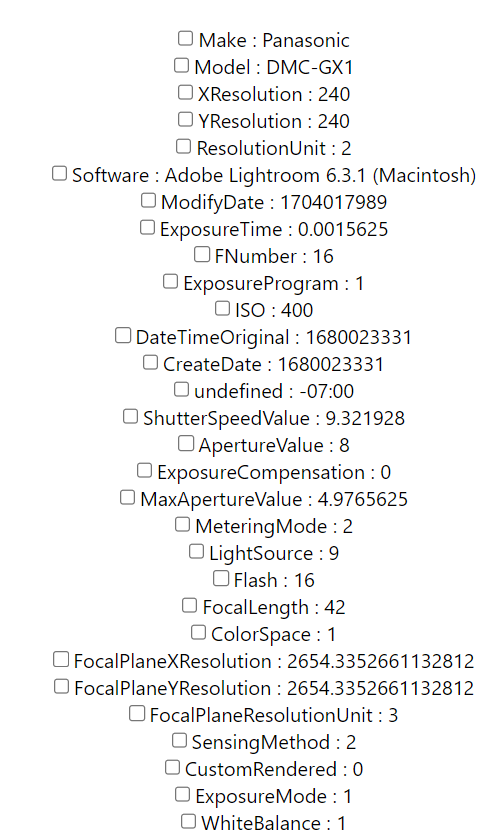 Make : Panasonic
Model : DMC-GX1
XResolution : 240
YResolution : 240
ResolutionUnit : 2
Software : Adobe Lightroom 6.3.1 (Macintosh)
ModifyDate : 1704017989
ExposureTime : 0.0015625
FNumber : 16
ExposureProgram : 1
ISO : 400
DateTimeOriginal : 1680023331
CreateDate : 1680023331
undefined : -07:00
ShutterSpeedValue : 9.321928
ApertureValue : 8
ExposureCompensation : 0
MaxApertureValue : 4.9765625
MeteringMode : 2
LightSource : 9
Flash : 16
FocalLength : 42
ColorSpace : 1
FocalPlaneXResolution : 2654.3352661132812
FocalPlaneYResolution : 2654.3352661132812
FocalPlaneResolutionUnit : 3
SensingMethod : 2
CustomRendered : 0
ExposureMode : 1
WhiteBalance : 1